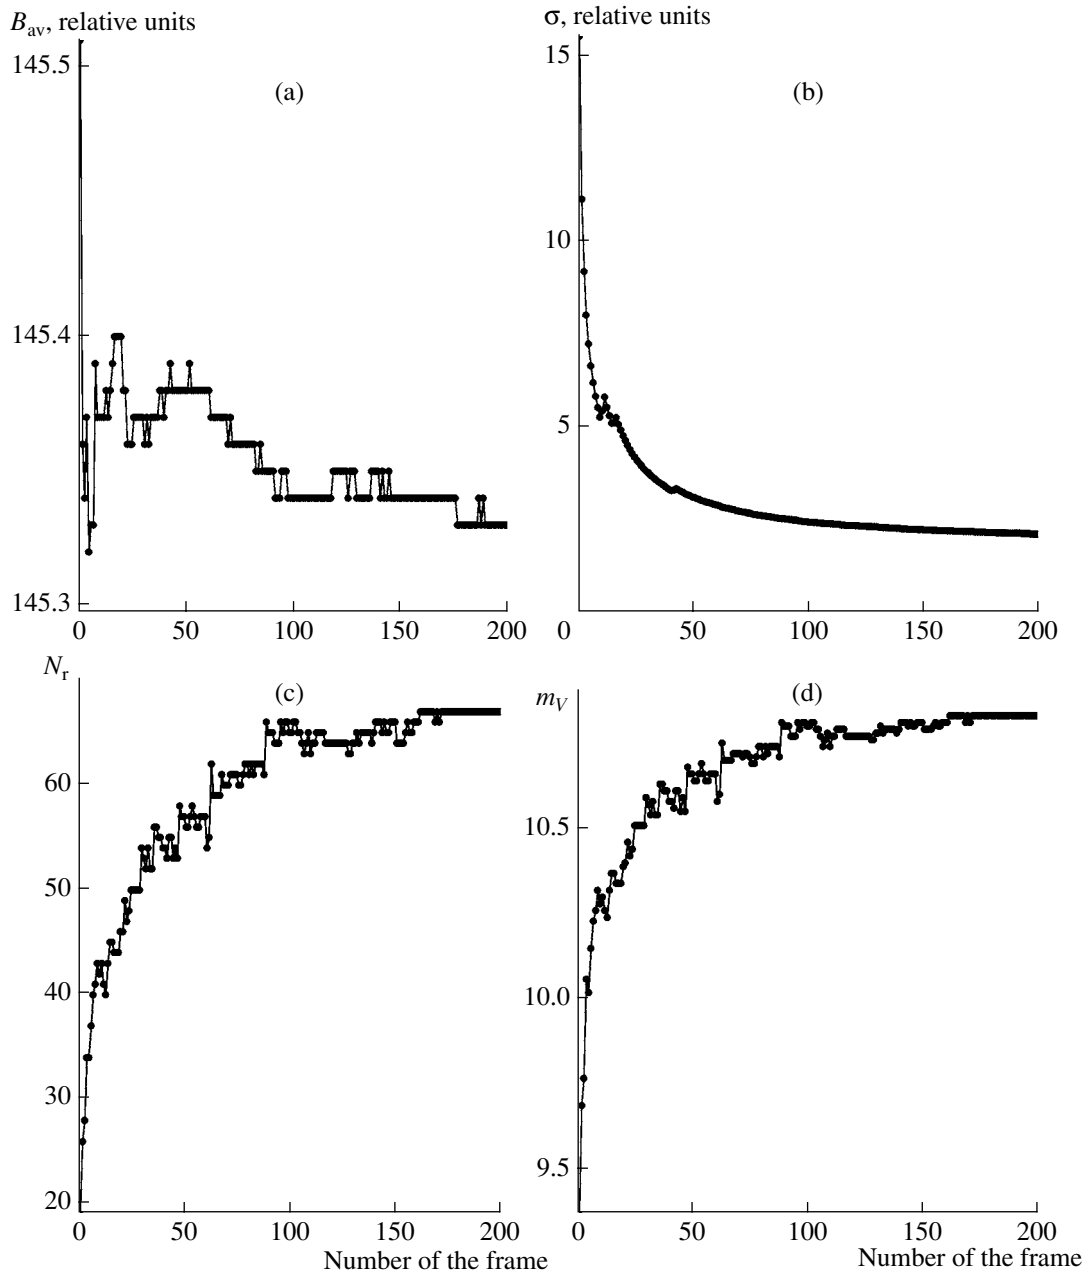 B_av, relative units
145.5
(a)
145.4
145.3
0 50 100 150 200
σ, relative units
15
(b)
10
5
0 50 100 150 200
N_r
(c)
60
50
40
30
20
0 50 100 150 200
Number of the frame
m_V
(d)
10.5
10.0
9.5
0 50 100 150 200
Number of the frame